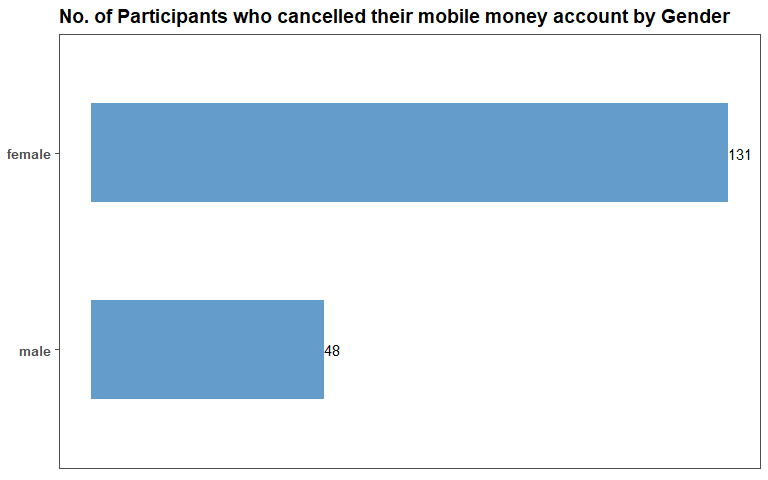 No. of Participants who cancelled their mobile money account by Gender
female
131
male
48